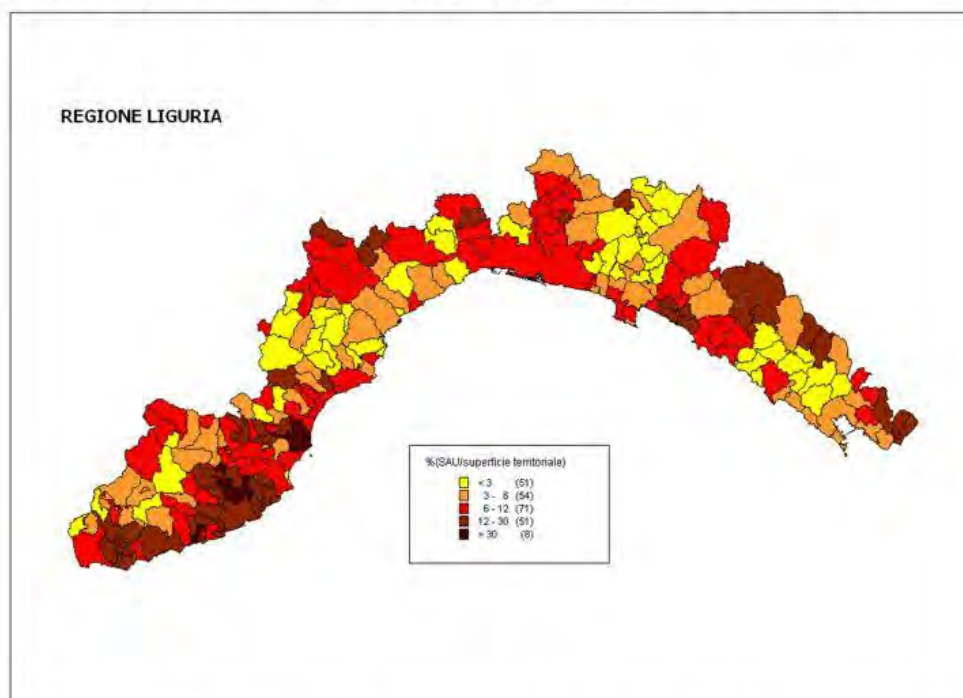 REGIONE LIGURIA
%(SAU/superficie territoriale)
< 3 (51)
3 - 6 (54)
6 - 12 (71)
12 - 30 (51)
> 30 (8)